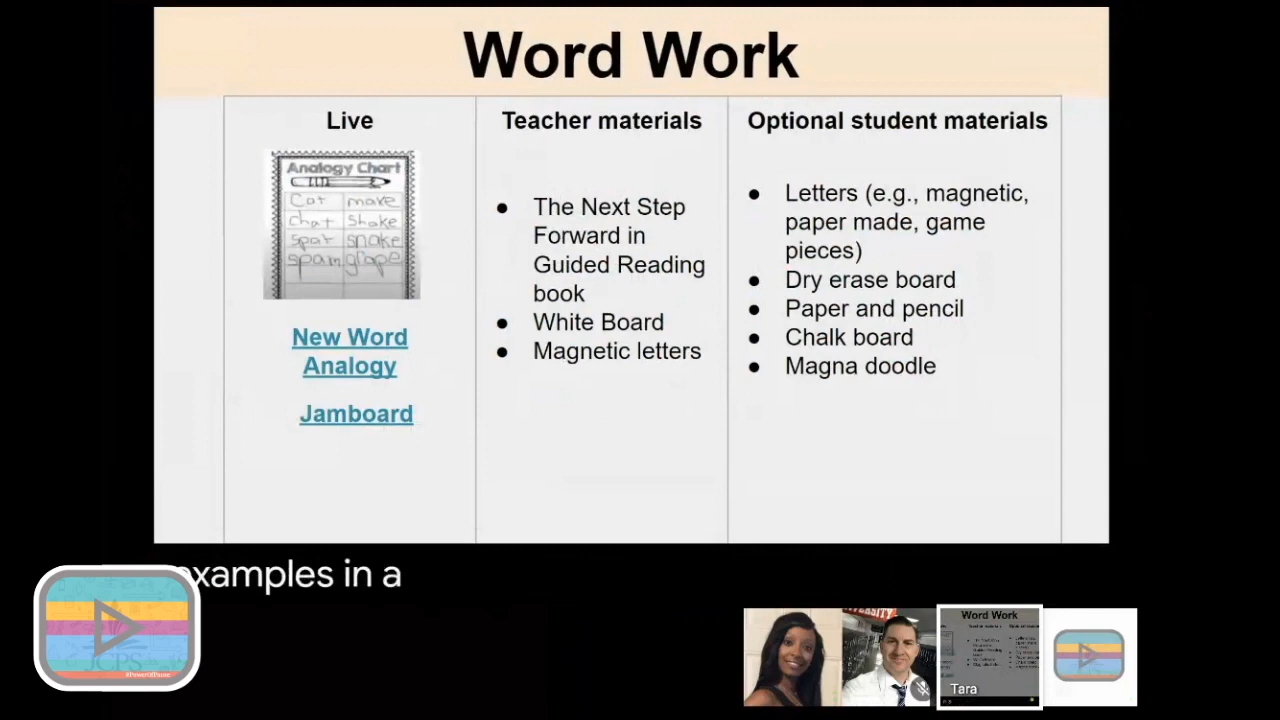 Word Work
Live
Analogy Chart
Cat make
chat shake
spat snake
spam grape
New Word
Analogy
Jamboard
Teacher materials
● The Next Step
Forward in
Guided Reading
book
● White Board
● Magnetic letters
Optional student materials
● Letters (e.g., magnetic,
paper made, game
pieces)
● Dry erase board
● Paper and pencil
● Chalk board
● Magna doodle
examples in a
JCPS
#PowerOfPause
Word Work
Tara